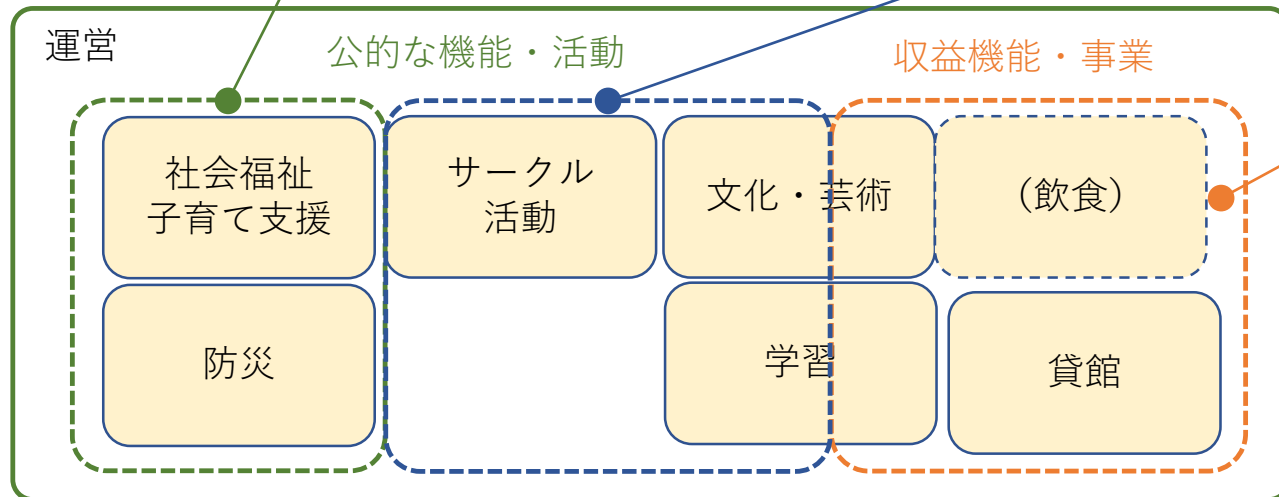 運営
公的な機能・活動
収益機能・事業
社会福祉
子育て支援
サークル
活動
文化・芸術
（飲食）
防災
学習
貸館